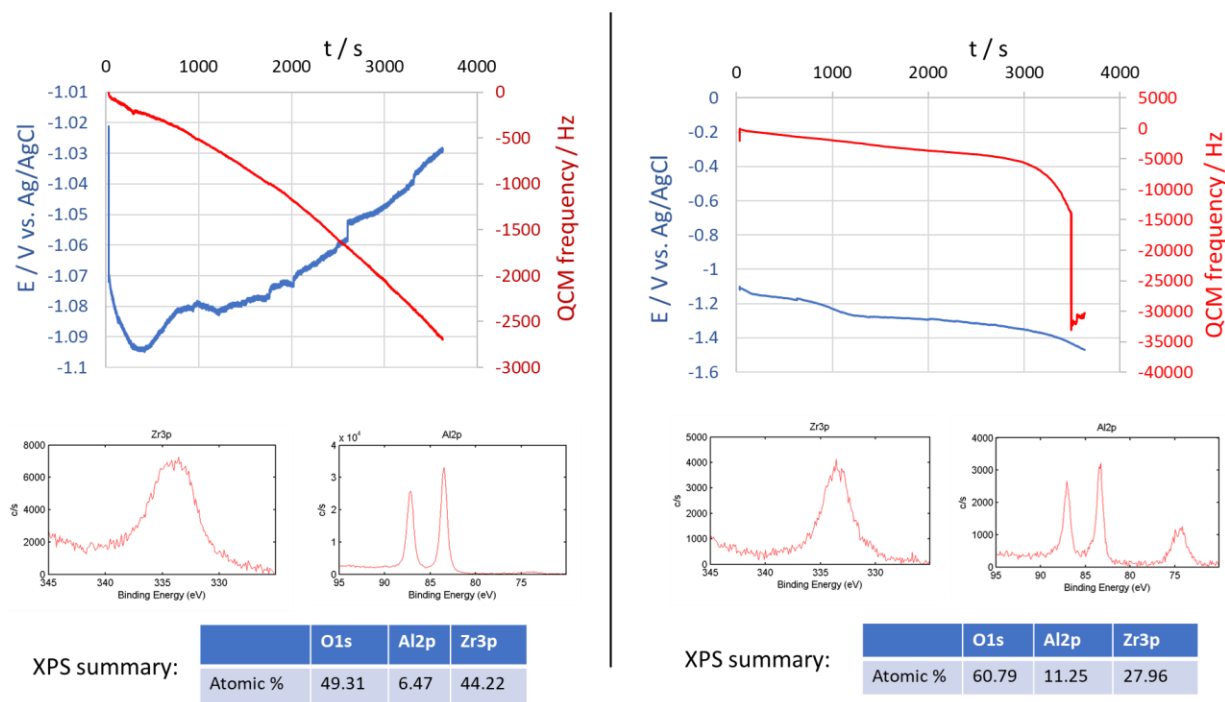 t / s
0 1000 2000 3000 4000
-1.01
-1.02
-1.03
-1.04
-1.05
-1.06
-1.07
-1.08
-1.09
-1.1
E / V vs. Ag/AgCl
0
-500
-1000
-1500
-2000
-2500
-3000
QCM frequency / Hz
Zr3p
8000
6000
4000
2000
0
c/s
345 340 335 330
Binding Energy (eV)
Al2p
x 10⁴
4
3
2
1
0
c/s
95 90 85 80 75
Binding Energy (eV)
XPS summary:
O1s Al2p Zr3p
Atomic % 49.31 6.47 44.22
t / s
0 1000 2000 3000 4000
0
-0.2
-0.4
-0.6
-0.8
-1
-1.2
-1.4
-1.6
E / V vs. Ag/AgCl
5000
0
-5000
-10000
-15000
-20000
-25000
-30000
-35000
-40000
QCM frequency / Hz
Zr3p
5000
4000
3000
2000
1000
0
c/s
345 340 335 330
Binding Energy (eV)
Al2p
4000
3000
2000
1000
0
c/s
95 90 85 80 75
Binding Energy (eV)
XPS summary:
O1s Al2p Zr3p
Atomic % 60.79 11.25 27.96